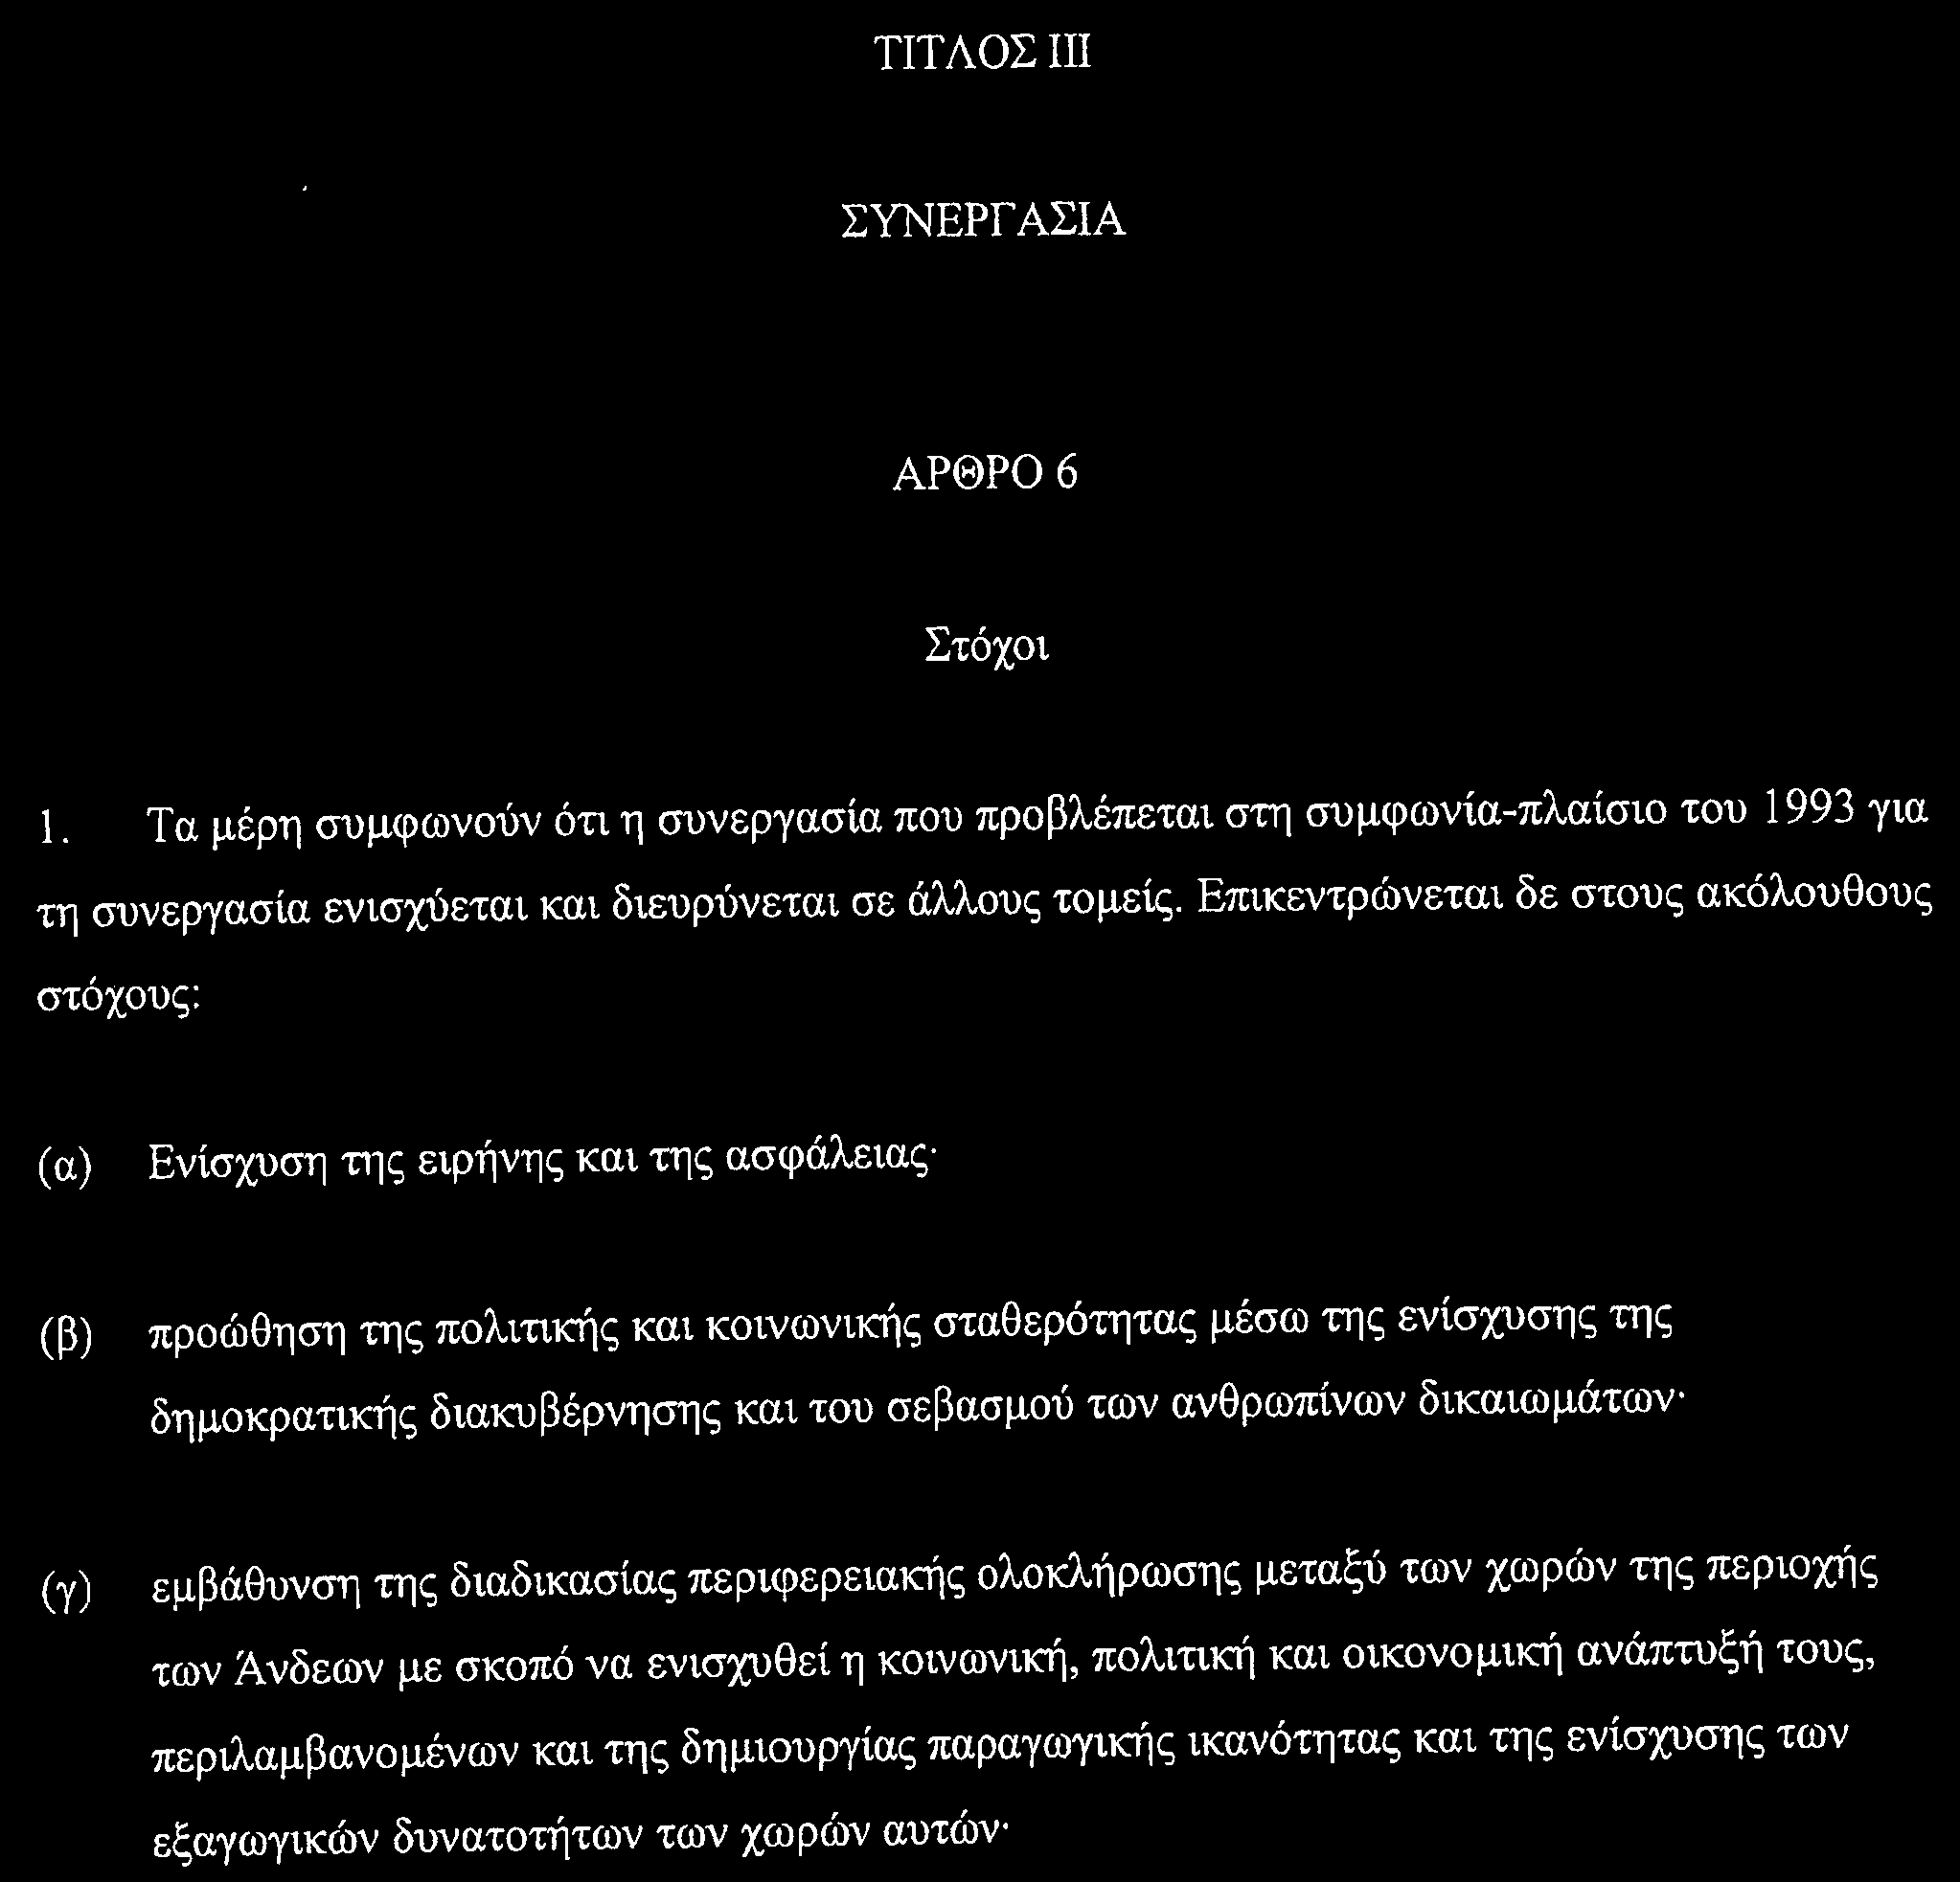 ΤΙΤΛΟΣ III
ΣΥΝΕΡΓΑΣΙΑ
ΑΡΘΡΟ 6
Στόχοι
1. Τα μέρη συμφωνούν ότι η συνεργασία που προβλέπεται στη συμφωνία-πλαίσιο του 1993 για
τη συνεργασία ενισχύεται και διευρύνεται σε άλλους τομείς. Επικεντρώνεται δε στους ακόλουθους
στόχους:
(α) Ενίσχυση της ειρήνης και της ασφάλειας·
(β) προώθηση της πολιτικής και κοινωνικής σταθερότητας μέσω της ενίσχυσης της
δημοκρατικής διακυβέρνησης και του σεβασμού των ανθρωπίνων δικαιωμάτων·
(γ) εμβάθυνση της διαδικασίας περιφερειακής ολοκλήρωσης μεταξύ των χωρών της περιοχής
των Άνδεων με σκοπό να ενισχυθεί η κοινωνική, πολιτική και οικονομική ανάπτυξή τους,
περιλαμβανομένων και της δημιουργίας παραγωγικής ικανότητας και της ενίσχυσης των
εξαγωγικών δυνατοτήτων των χωρών αυτών·